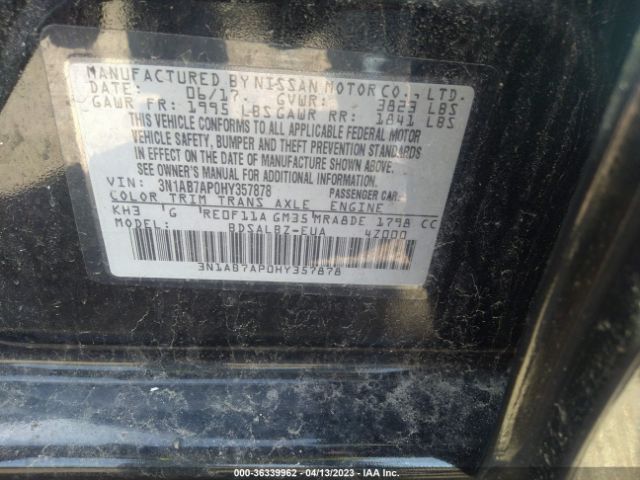 MANUFACTURED BY NISSAN MOTOR CO., LTD.
DATE: 06/17 GVWR: 3823 LBS
GAWR FR: 1995 LBS GAWR RR: 1841 LBS
THIS VEHICLE CONFORMS TO ALL APPLICABLE FEDERAL MOTOR
VEHICLE SAFETY, BUMPER AND THEFT PREVENTION STANDARDS
IN EFFECT ON THE DATE OF MANUFACTURE SHOWN ABOVE.
SEE OWNER'S MANUAL FOR ADDITIONAL INFORMATION.
VIN: 3N1AB7AP0HY357878 PASSENGER CAR
COLOR TRIM TRANS AXLE ENGINE
KH3 G RE0F11A GM35 MRA8DE 1798 CC
MODEL: BDSALBZ-EUA 4Z000
3N1AB7AP0HY357878
000-36339962 - 04/13/2023 - IAA Inc.